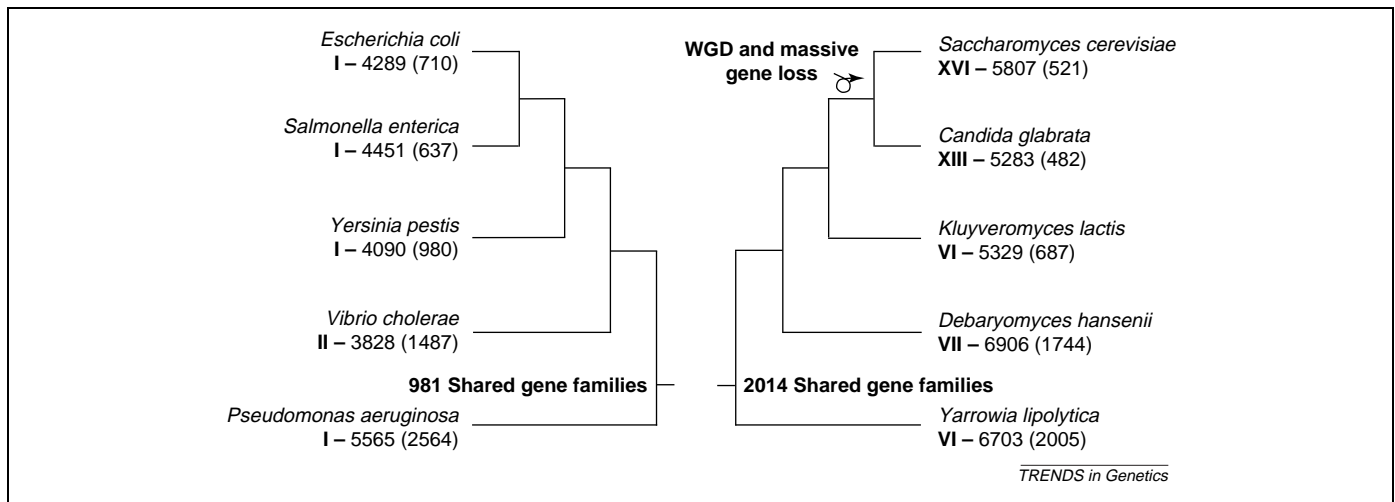 Escherichia coli
I – 4289 (710)
Salmonella enterica
I – 4451 (637)
Yersinia pestis
I – 4090 (980)
Vibrio cholerae
II – 3828 (1487)
981 Shared gene families
Pseudomonas aeruginosa
I – 5565 (2564)
WGD and massive
gene loss
Saccharomyces cerevisiae
XVI – 5807 (521)
Candida glabrata
XIII – 5283 (482)
Kluyveromyces lactis
VI – 5329 (687)
Debaryomyces hansenii
VII – 6906 (1744)
2014 Shared gene families
Yarrowia lipolytica
VI – 6703 (2005)
TRENDS in Genetics